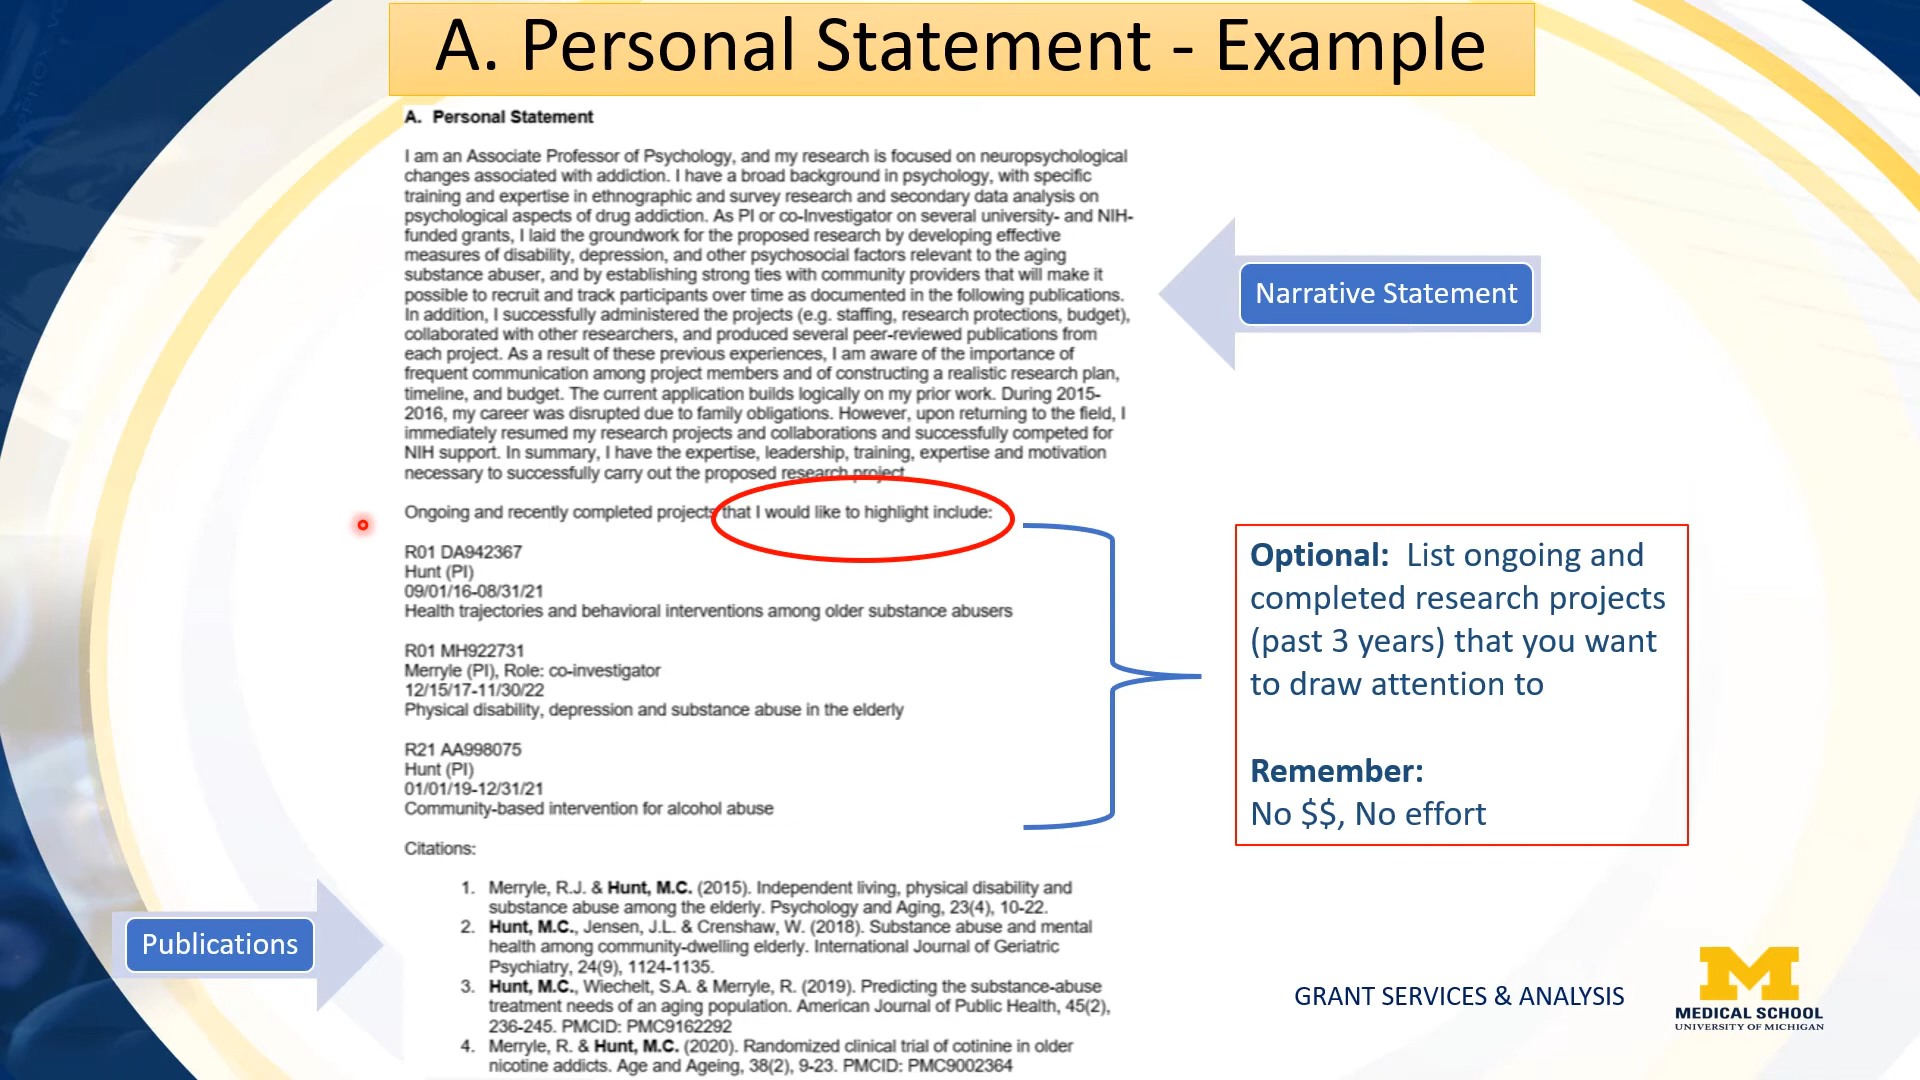 A. Personal Statement - Example
A. Personal Statement
I am an Associate Professor of Psychology, and my research is focused on neuropsychological
changes associated with addiction. I have a broad background in psychology, with specific
training and expertise in ethnographic and survey research and secondary data analysis on
psychological aspects of drug addiction. As PI or co-Investigator on several university- and NIH-
funded grants, I laid the groundwork for the proposed research by developing effective
measures of disability, depression, and other psychosocial factors relevant to the aging
substance abuser, and by establishing strong ties with community providers that will make it
possible to recruit and track participants over time as documented in the following publications.
In addition, I successfully administered the projects (e.g. staffing, research protections, budget),
collaborated with other researchers, and produced several peer-reviewed publications from
each project. As a result of these previous experiences, I am aware of the importance of
frequent communication among project members and of constructing a realistic research plan,
timeline, and budget. The current application builds logically on my prior work. During 2015-
2016, my career was disrupted due to family obligations. However, upon returning to the field, I
immediately resumed my research projects and collaborations and successfully competed for
NIH support. In summary, I have the expertise, leadership, training, expertise and motivation
necessary to successfully carry out the proposed research project.
Narrative Statement
Ongoing and recently completed projects that I would like to highlight include:
R01 DA942367
Hunt (PI)
09/01/16-08/31/21
Health trajectories and behavioral interventions among older substance abusers
R01 MH922731
Merryle (PI), Role: co-investigator
12/15/17-11/30/22
Physical disability, depression and substance abuse in the elderly
R21 AA998075
Hunt (PI)
01/01/19-12/31/21
Community-based intervention for alcohol abuse
Optional: List ongoing and
completed research projects
(past 3 years) that you want
to draw attention to
Remember:
No $$, No effort
Citations:
1. Merryle, R.J. & Hunt, M.C. (2015). Independent living, physical disability and
substance abuse among the elderly. Psychology and Aging, 23(4), 10-22.
2. Hunt, M.C., Jensen, J.L. & Crenshaw, W. (2018). Substance abuse and mental
health among community-dwelling elderly. International Journal of Geriatric
Psychiatry, 24(9), 1124-1135.
3. Hunt, M.C., Wiechelt, S.A. & Merryle, R. (2019). Predicting the substance-abuse
treatment needs of an aging population. American Journal of Public Health, 45(2),
236-245. PMCID: PMC9162292
4. Merryle, R. & Hunt, M.C. (2020). Randomized clinical trial of cotinine in older
nicotine addicts. Age and Ageing, 38(2), 9-23. PMCID: PMC9002364
Publications
GRANT SERVICES & ANALYSIS
M
MEDICAL SCHOOL
UNIVERSITY OF MICHIGAN